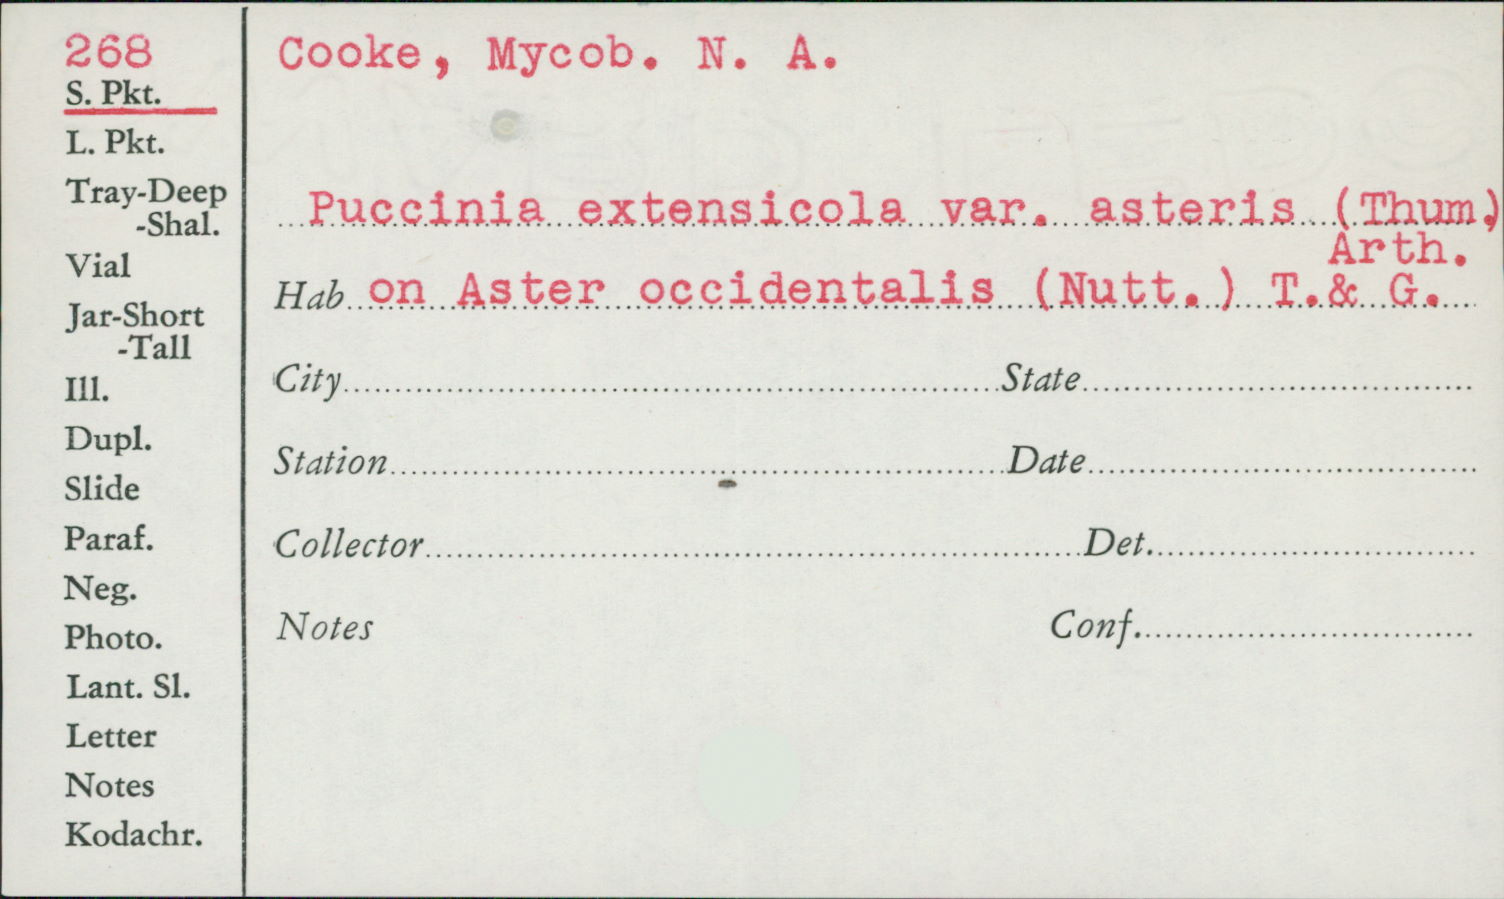 268
S. Pkt.
L. Pkt.
Tray-Deep
-Shal.
Vial
Jar-Short
-Tall
Ill.
Dupl.
Slide
Paraf.
Neg.
Photo.
Lant. Sl.
Letter
Notes
Kodachr.
Cooke, Mycob. N. A.
Puccinia extensicola var. asteris (Thum)
Arth.
Hab on Aster occidentalis (Nutt.) T.& G.
City State
Station Date
Collector Det.
Notes Conf.